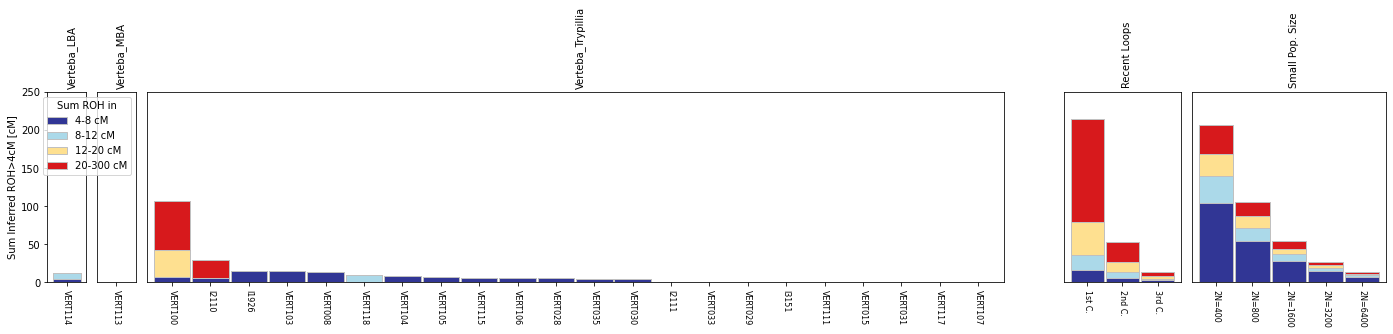 Verteba_LBA
Verteba_MBA
Verteba_Trypillia
Recent Loops
Small Pop. Size
Sum Inferred ROH>4cM [cM]
250
200
150
100
50
0
Sum ROH in
4-8 cM
8-12 cM
12-20 cM
20-300 cM
VERT114
VERT113
VERT100
I2110
I1926
VERT103
VERT008
VERT118
VERT104
VERT105
VERT115
VERT106
VERT028
VERT035
VERT030
I2111
VERT033
VERT029
I3151
VERT111
VERT015
VERT031
VERT117
VERT107
1st C.
2nd C.
3rd C.
2N=400
2N=800
2N=1600
2N=3200
2N=6400